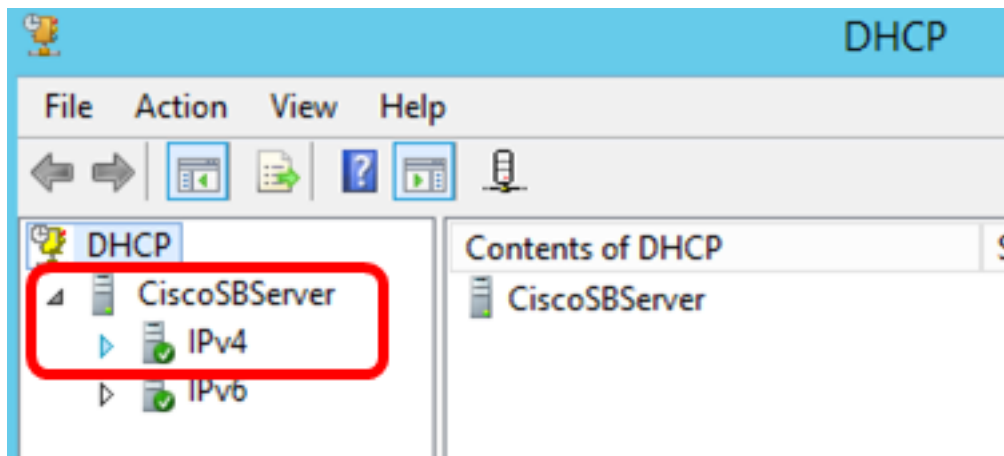 DHCP
File Action View Help
DHCP
Contents of DHCP
CiscoSBServer
CiscoSBServer
IPv4
IPv6